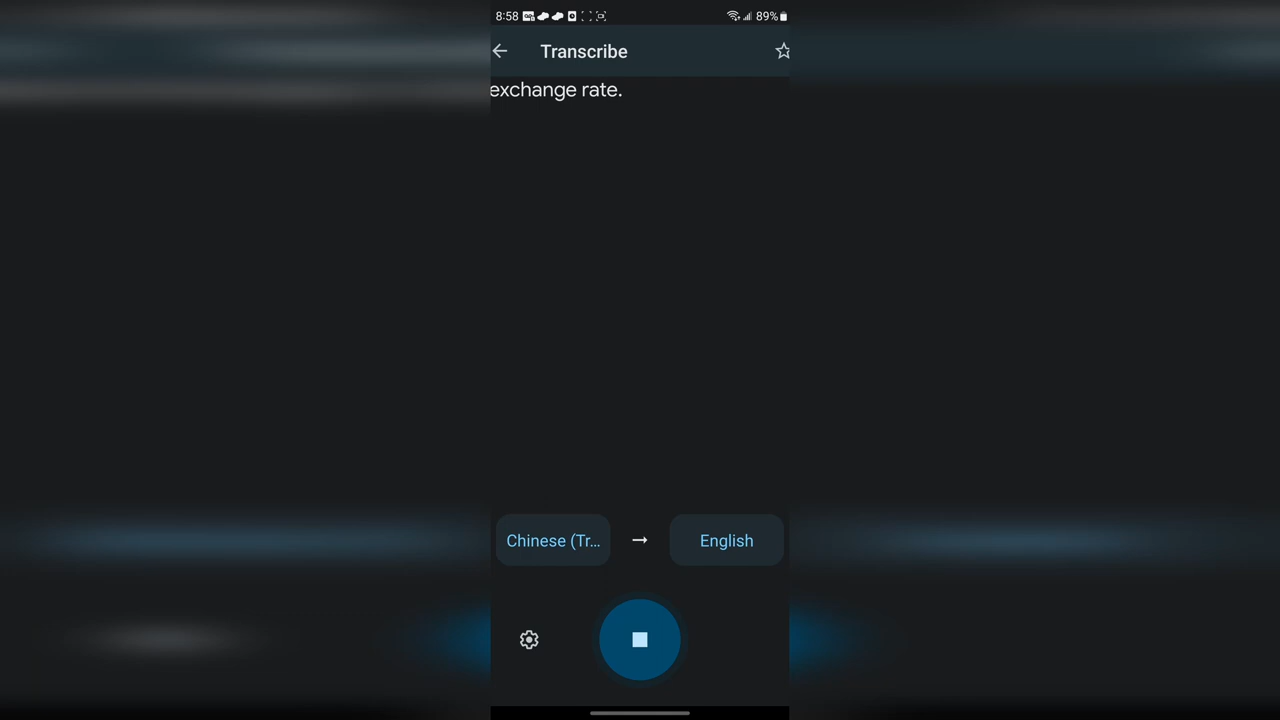 8:58 89%
Transcribe
exchange rate.
Chinese (Tr... → English